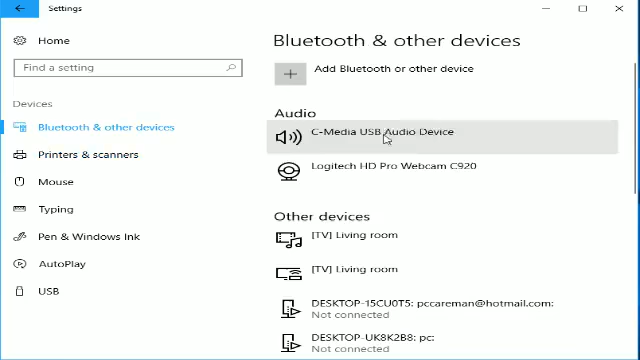 Settings
Home
Find a setting
Devices
Bluetooth & other devices
Printers & scanners
Mouse
Typing
Pen & Windows Ink
AutoPlay
USB
Bluetooth & other devices
Add Bluetooth or other device
Audio
C-Media USB Audio Device
Logitech HD Pro Webcam C920
Other devices
[TV] Living room
[TV] Living room
DESKTOP-15CU0T5: pccareman@hotmail.com:
Not connected
DESKTOP-UK8K2B8: pc:
Not connected